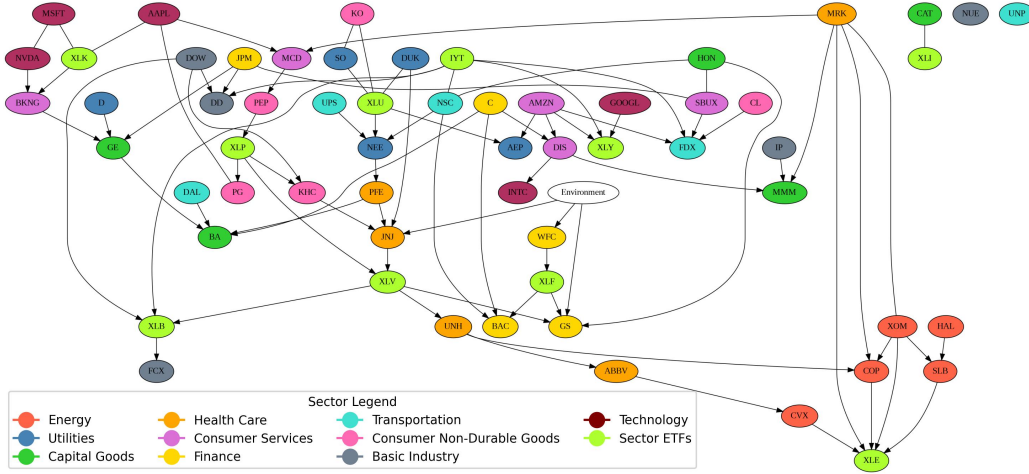 MSFT AAPL KO MRK CAT NUE UNP
NVDA XLK DOW JPM MCD SO DUK IYT HON XLI
BKNG D DD PEP UPS XLU NSC C AMZN GOOGL SBUX CL
GE XLP NEE AEP DIS XLY FDX IP
DAL PG KHC PFE INTC Environment MMM
BA JNJ WFC
XLV XLF
XLB UNH BAC GS XOM HAL
FCX ABBV COP SLB
CVX
XLE
Sector Legend
Energy Health Care Transportation Technology
Utilities Consumer Services Consumer Non-Durable Goods Sector ETFs
Capital Goods Finance Basic Industry